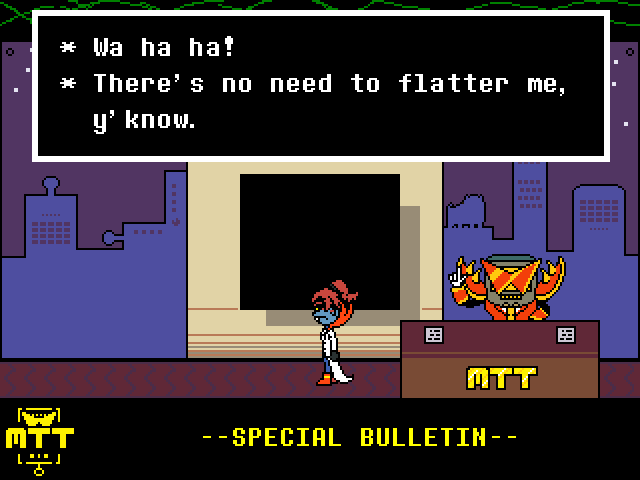 * Wa ha ha!
* There's no need to flatter me,
y'know.
MTT
MTT
--SPECIAL BULLETIN--